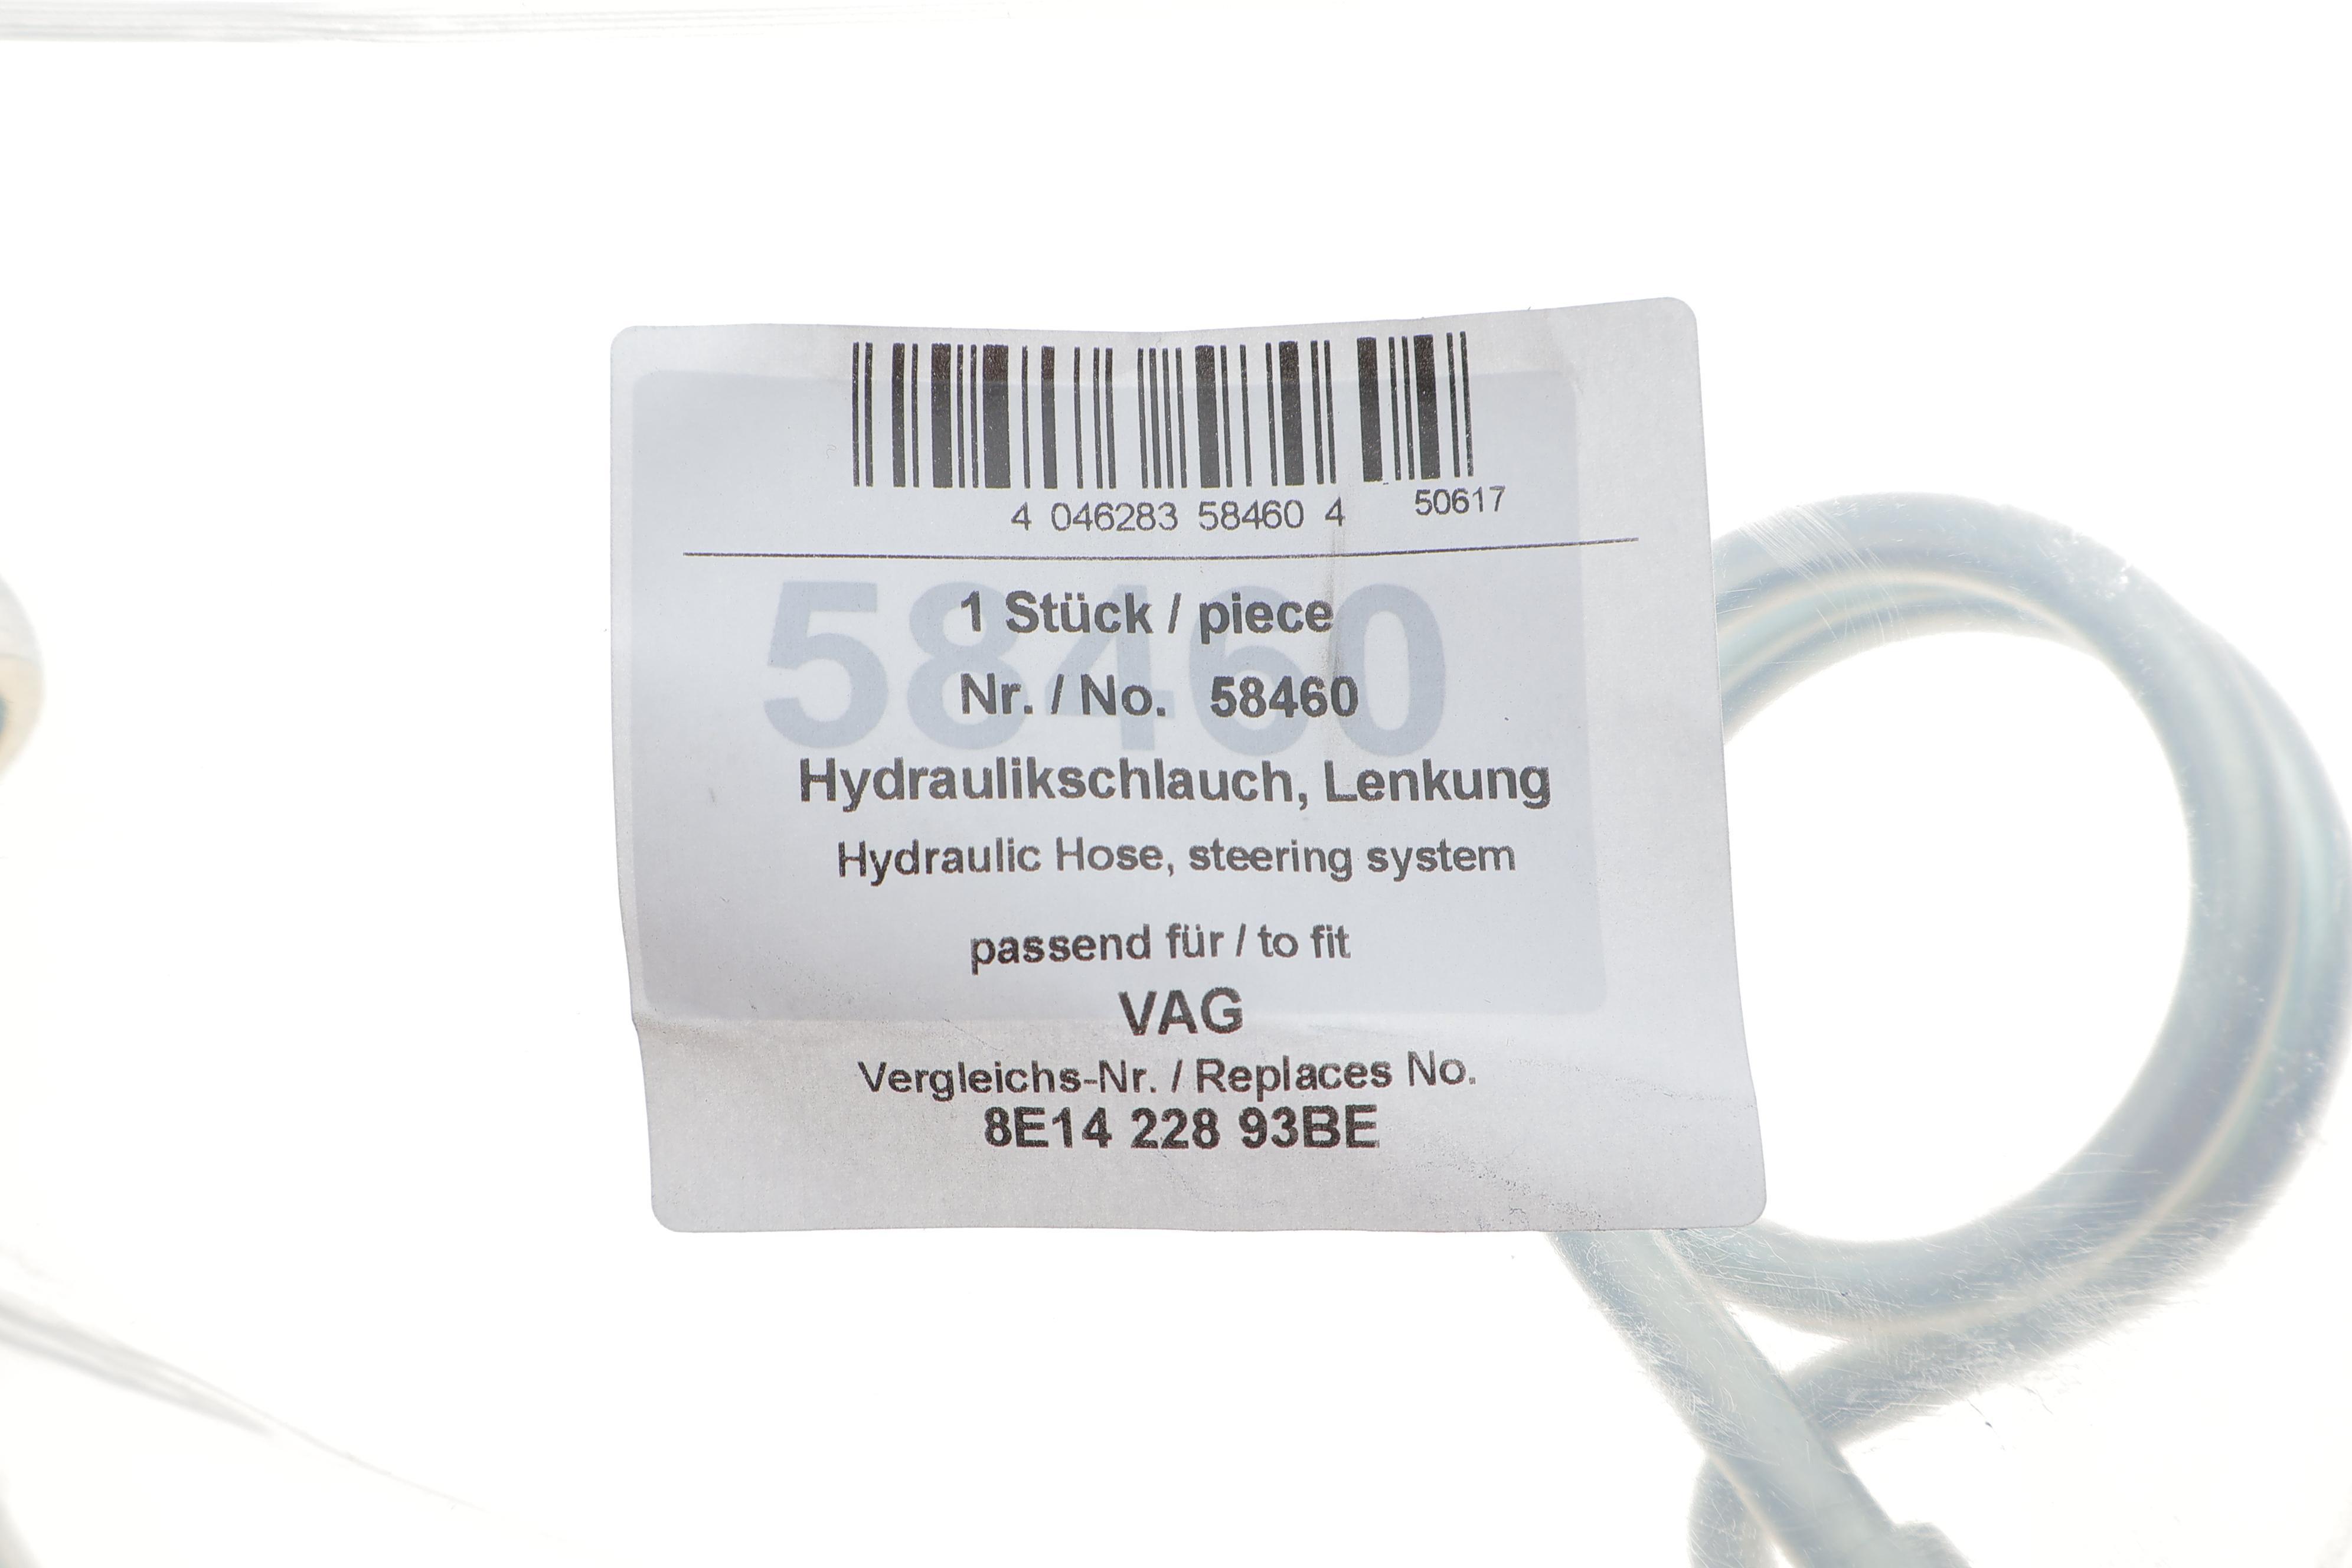 4 046283 58460 4 50617
1 Stück / piece
58460
Nr. / No. 58460
Hydraulikschlauch, Lenkung
Hydraulic Hose, steering system
passend für / to fit
VAG
Vergleichs-Nr. / Replaces No.
8E14 228 93BE